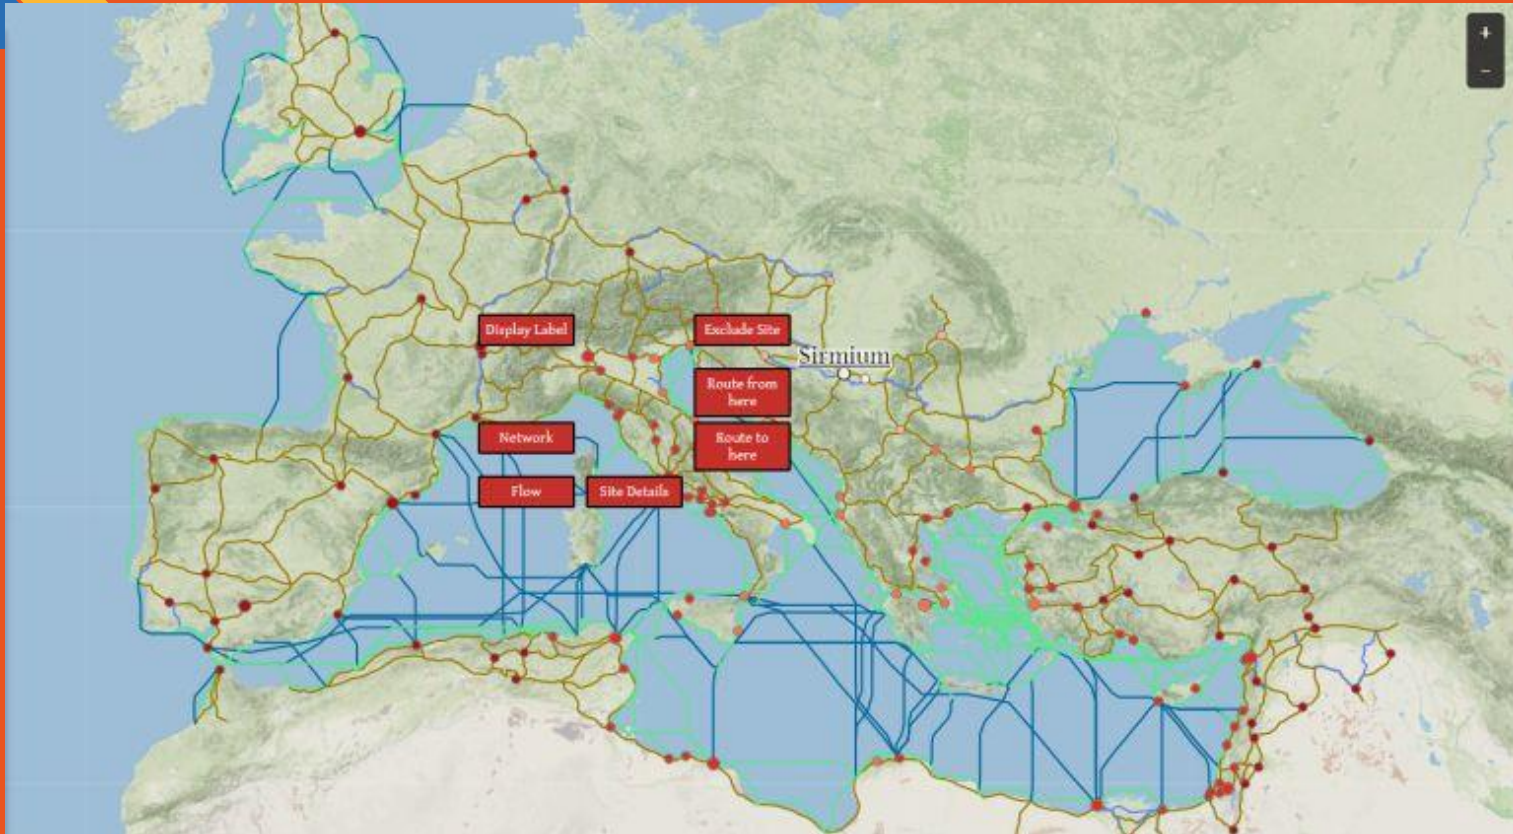 +
−
Display Label
Exclude Site
Sirmium
Route from
here
Network
Route to
here
Flow
Site Details